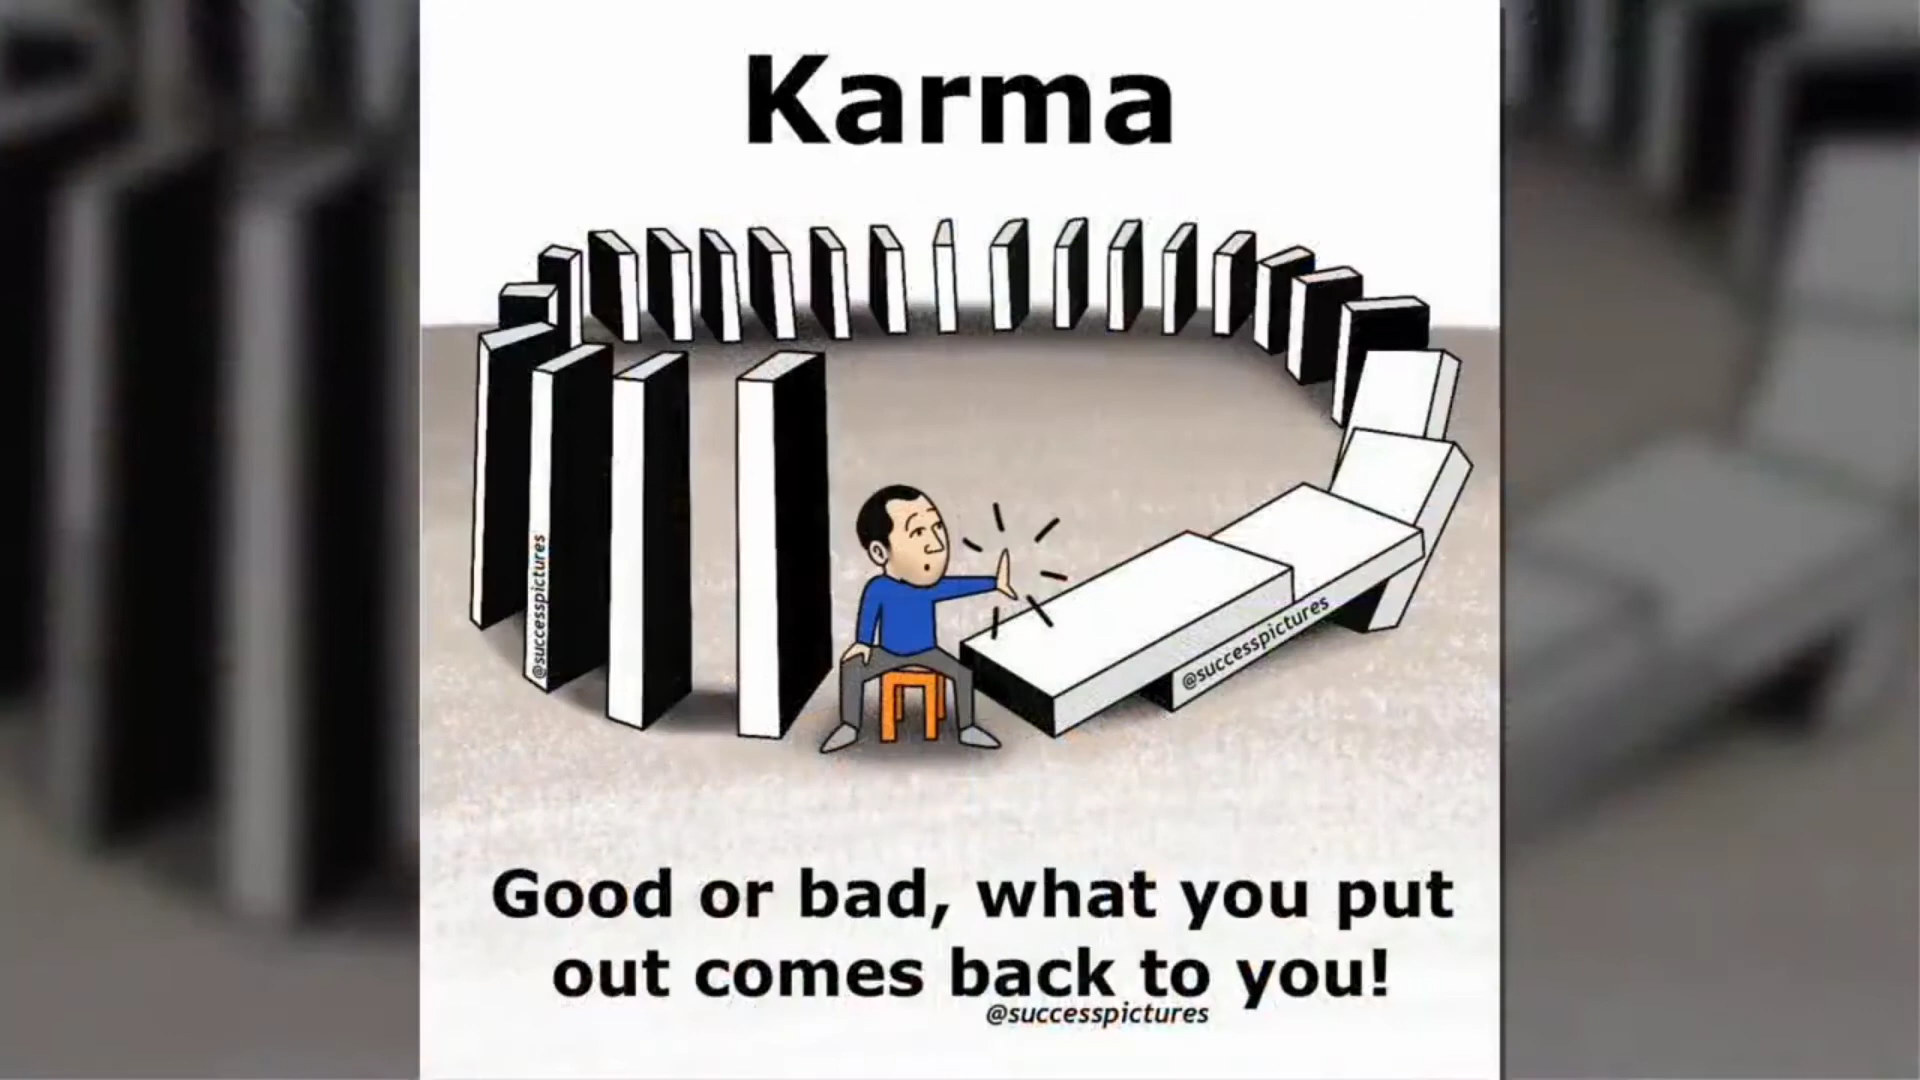 Karma
@successpictures
@successpictures
Good or bad, what you put
out comes back to you!
@successpictures